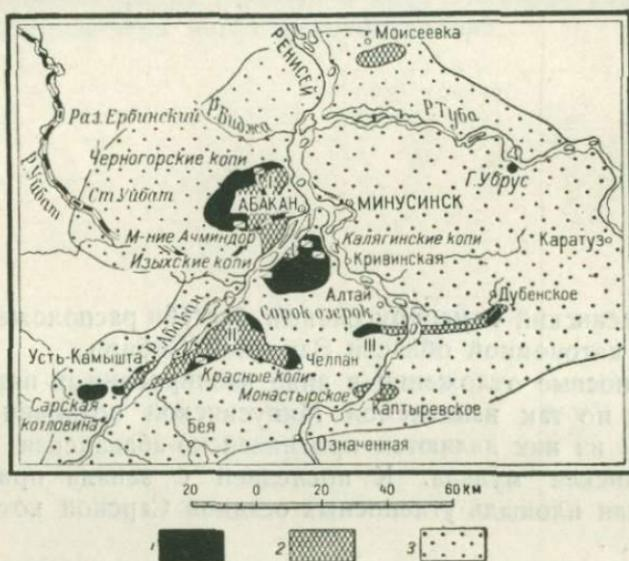 Моисеевка
Р.ЕНИСЕЙ
р. Биджа
Р. Туба
Раз. Ербинский
р. Уйбат
Черногорские копи
Г. Убрус
Ст. Уйбат
I
АБАКАН
МИНУСИНСК
М-ние Ачминдор
Калягинские копи
Каратуз
Изыхские копи
Кривинская
р. Абакан
Сорок озерок
Алтай
Дубенское
Усть-Камышта
II
III
Челпан
Красные копи
Монастырское
Сарская
котловина
Каптыревское
Бея
Означенная
20 0 20 40 60 км
1 2 3